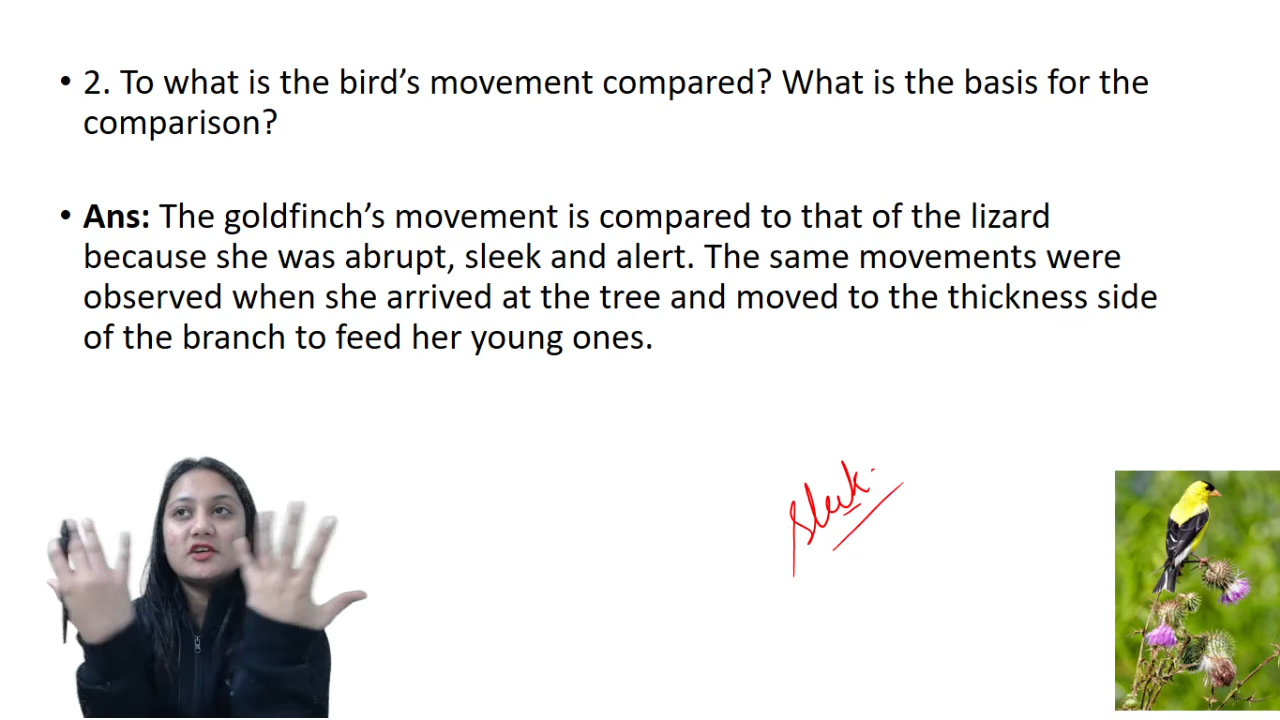 • 2. To what is the bird’s movement compared? What is the basis for the
comparison?
• Ans: The goldfinch’s movement is compared to that of the lizard
because she was abrupt, sleek and alert. The same movements were
observed when she arrived at the tree and moved to the thickness side
of the branch to feed her young ones.
sleek.